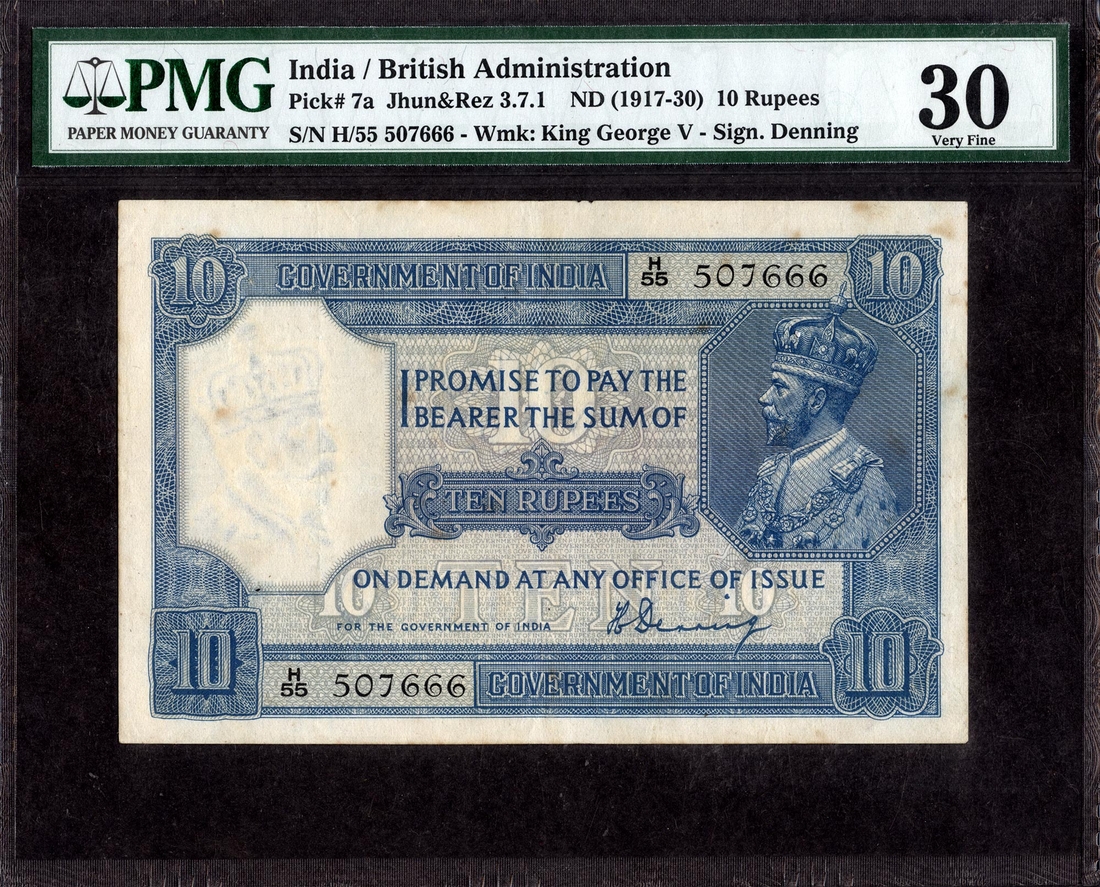 PMG
PAPER MONEY GUARANTY
India / British Administration
Pick# 7a Jhun&Rez 3.7.1 ND (1917-30) 10 Rupees
S/N H/55 507666 - Wmk: King George V - Sign. Denning
30
Very Fine
10 GOVERNMENT OF INDIA H/55 507666 10
10
I PROMISE TO PAY THE
BEARER THE SUM OF
TEN RUPEES
ON DEMAND AT ANY OFFICE OF ISSUE
10 TEN 10
FOR THE GOVERNMENT OF INDIA H Denning
10 H/55 507666 GOVERNMENT OF INDIA 10